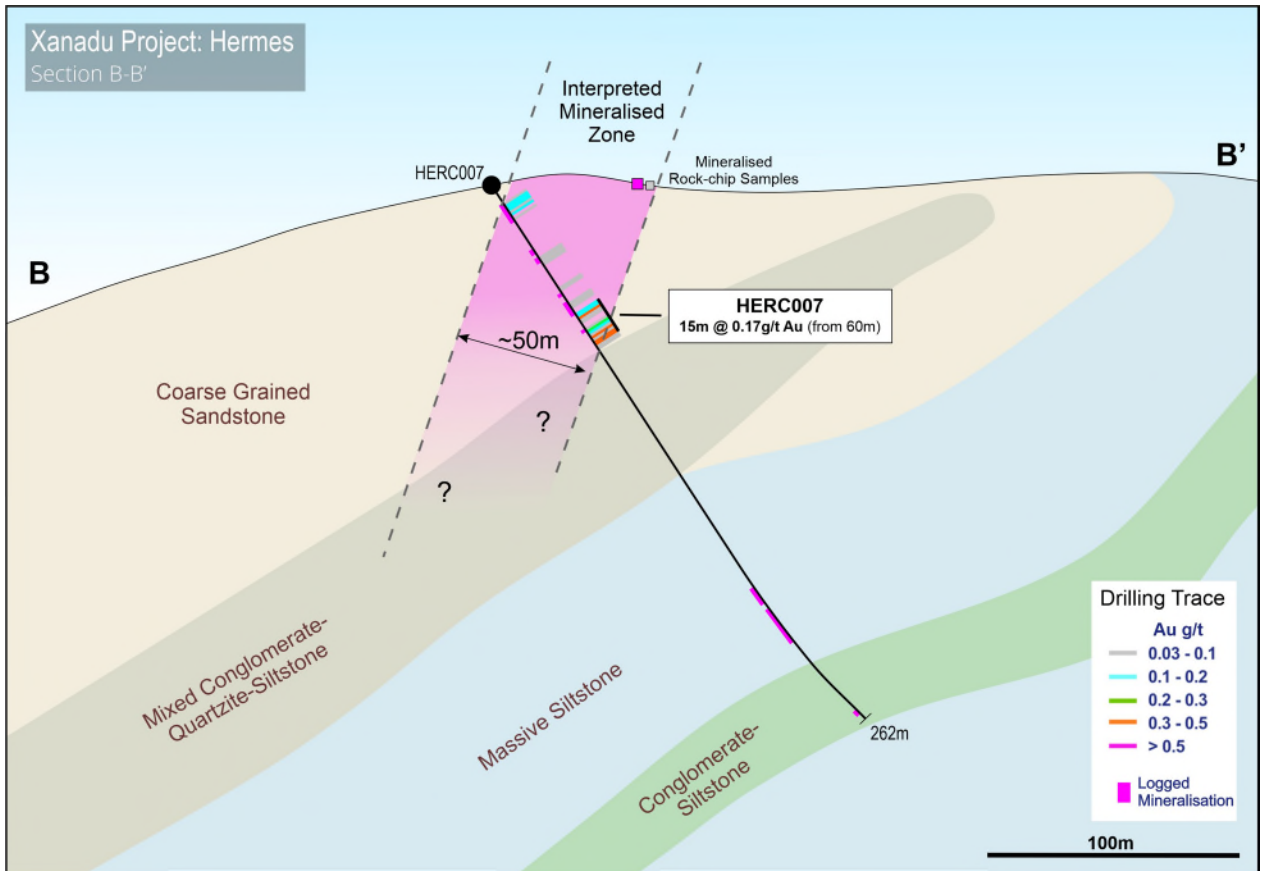 Xanadu Project: Hermes
Section B-B’
Interpreted
Mineralised
Zone
HERC007
Mineralised
Rock-chip Samples
B’
B
HERC007
15m @ 0.17g/t Au (from 60m)
~50m
Coarse Grained
Sandstone
?
?
Mixed Conglomerate-
Quartzite-Siltstone
Massive Siltstone
Conglomerate-
Siltstone
262m
Drilling Trace
Au g/t
0.03 - 0.1
0.1 - 0.2
0.2 - 0.3
0.3 - 0.5
> 0.5
Logged
Mineralisation
100m